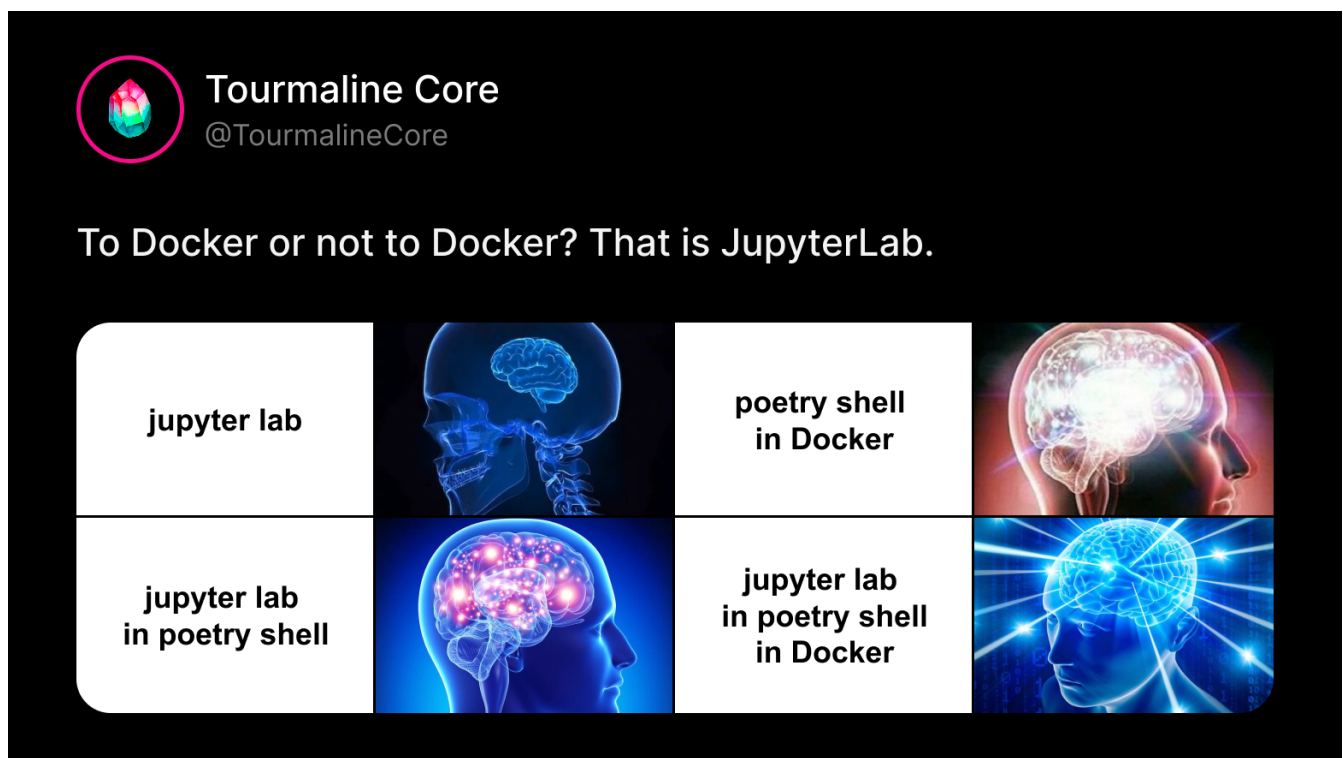 Tourmaline Core
@TourmalineCore
To Docker or not to Docker? That is JupyterLab.
jupyter lab
poetry shell
in Docker
jupyter lab
in poetry shell
jupyter lab
in poetry shell
in Docker